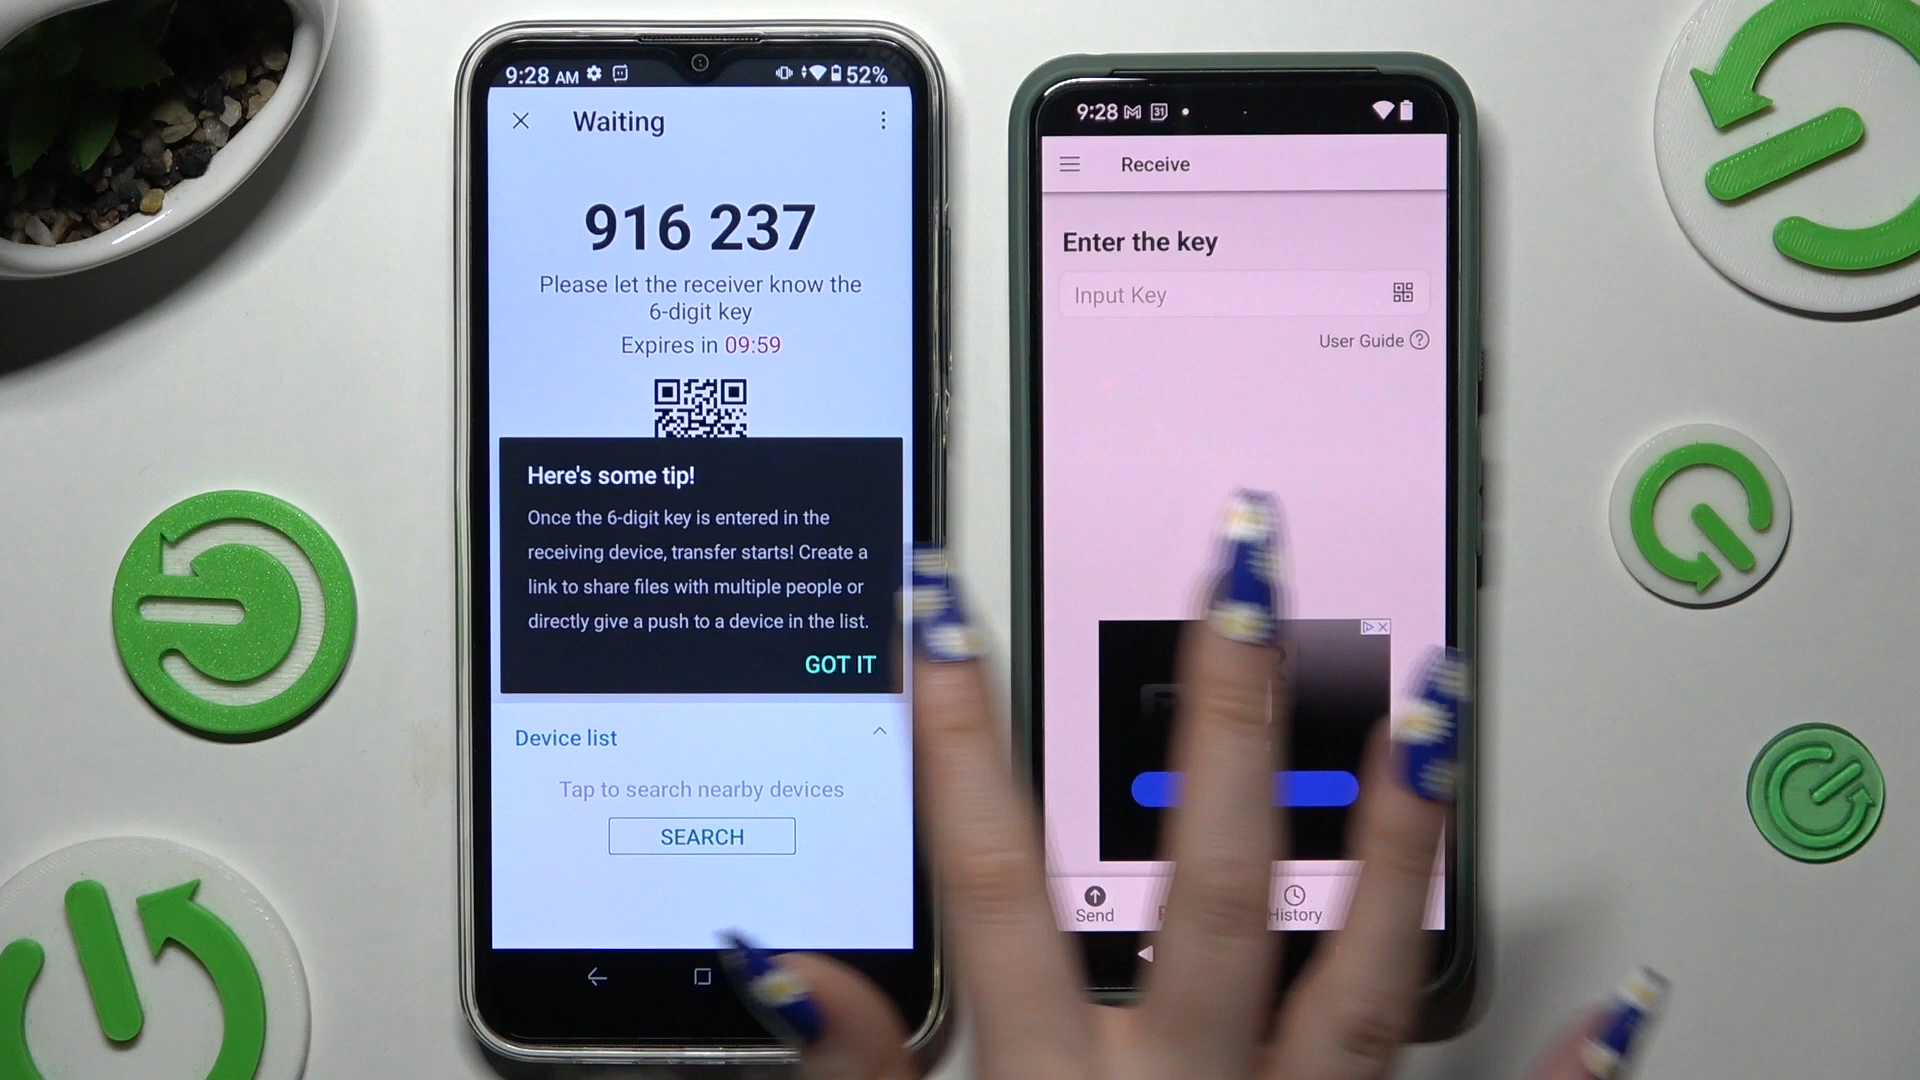 9:28 AM
52%
Waiting
916 237
Please let the receiver know the
6-digit key
Expires in 09:59
Here's some tip!
Once the 6-digit key is entered in the
receiving device, transfer starts! Create a
link to share files with multiple people or
directly give a push to a device in the list.
GOT IT
Device list
Tap to search nearby devices
SEARCH
9:28
31
Receive
Enter the key
Input Key
User Guide
Send
History